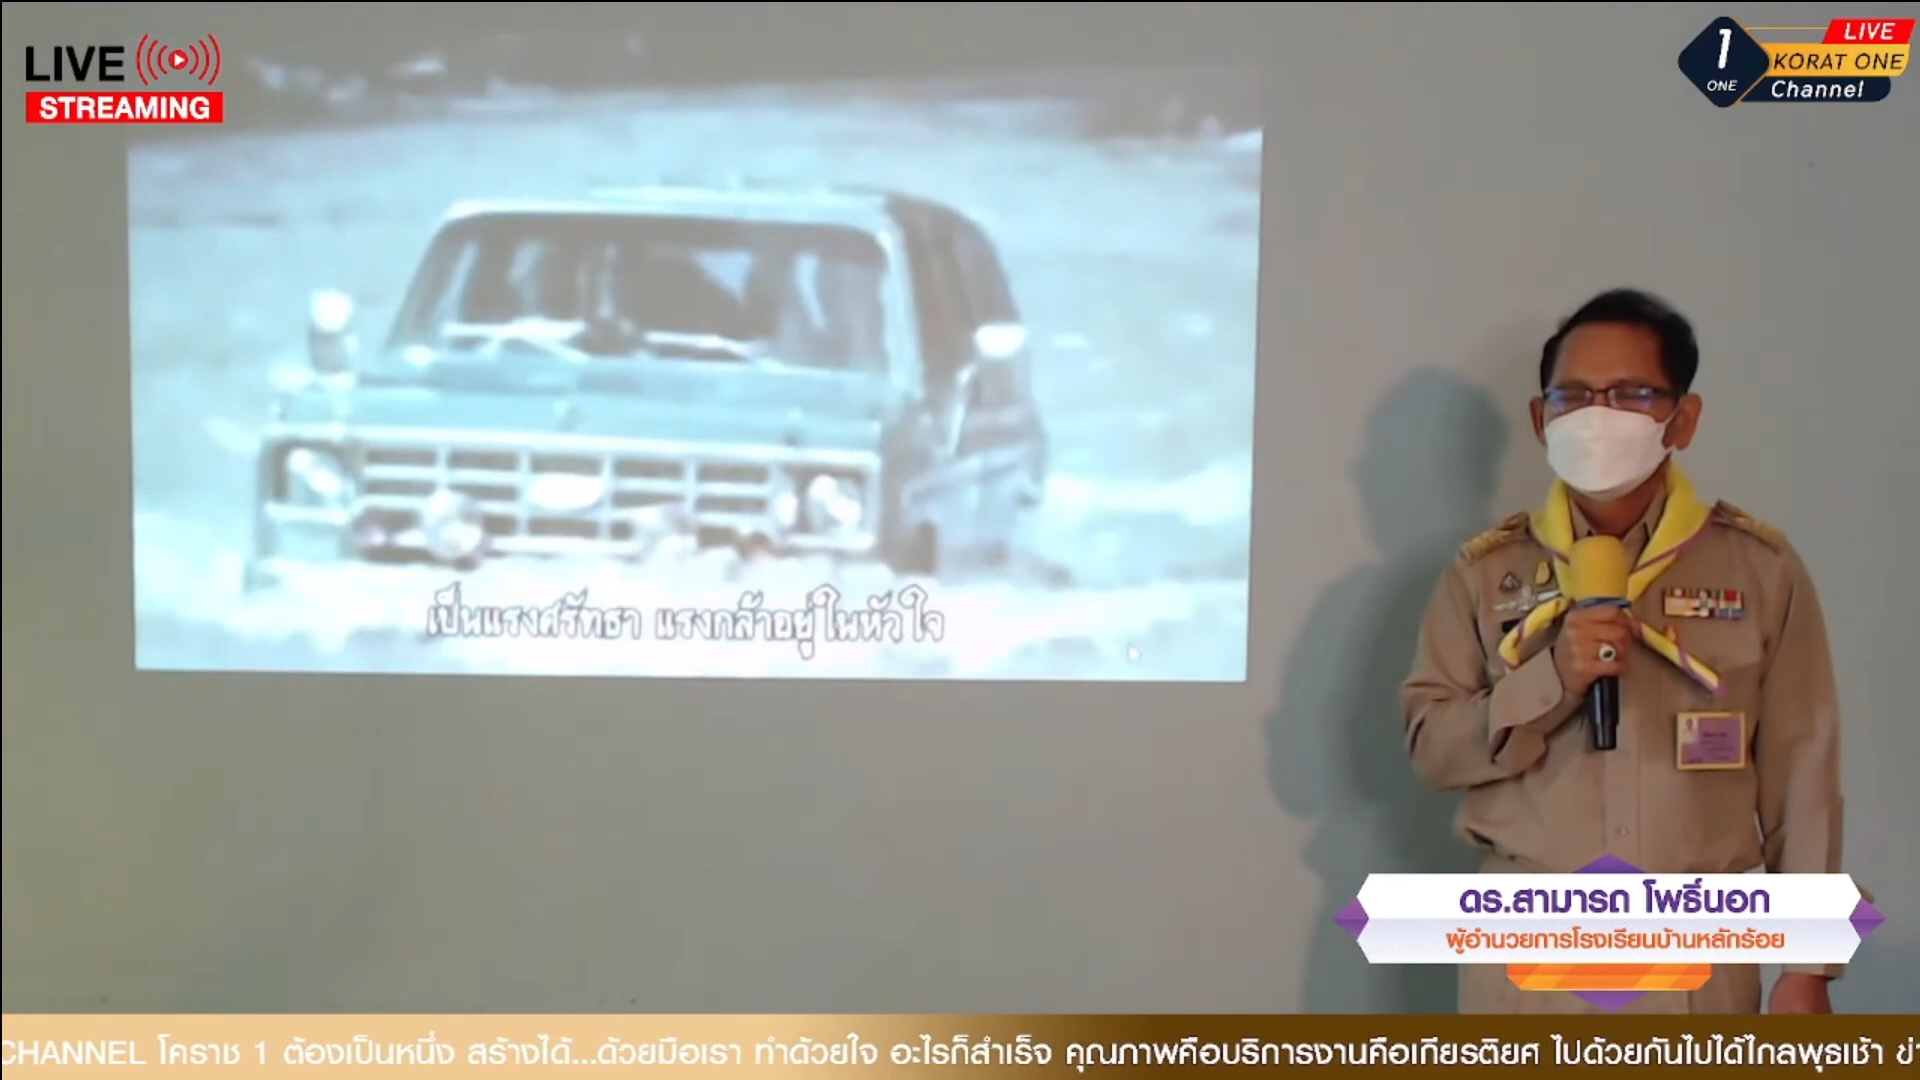 LIVE
STREAMING
LIVE
1
ONE
KORAT ONE
Channel
เป็นแรงศรัทธา แรงกล้าอยู่ในหัวใจ
ดร.สามารถ โพธิ์นอก
ผู้อำนวยการโรงเรียนบ้านหลักร้อย
CHANNEL โคราช 1 ต้องเป็นหนึ่ง สร้างได้...ด้วยมือเรา ทำด้วยใจ อะไรก็สำเร็จ คุณภาพคือบริการงานคือเกียรติยศ ไปด้วยกันไปได้ไกลพุธเช้า ข่